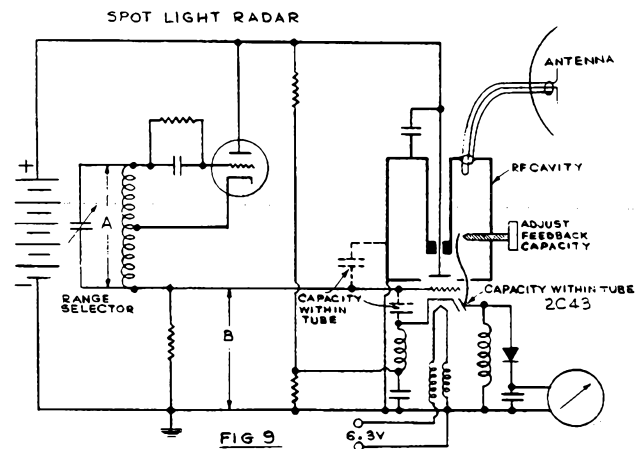 SPOT LIGHT RADAR
ANTENNA
RF CAVITY
ADJUST
FEEDBACK
CAPACITY
+
-
A
RANGE
SELECTOR
B
CAPACITY
WITHIN
TUBE
CAPACITY WITHIN TUBE
2C43
6.3V
FIG 9